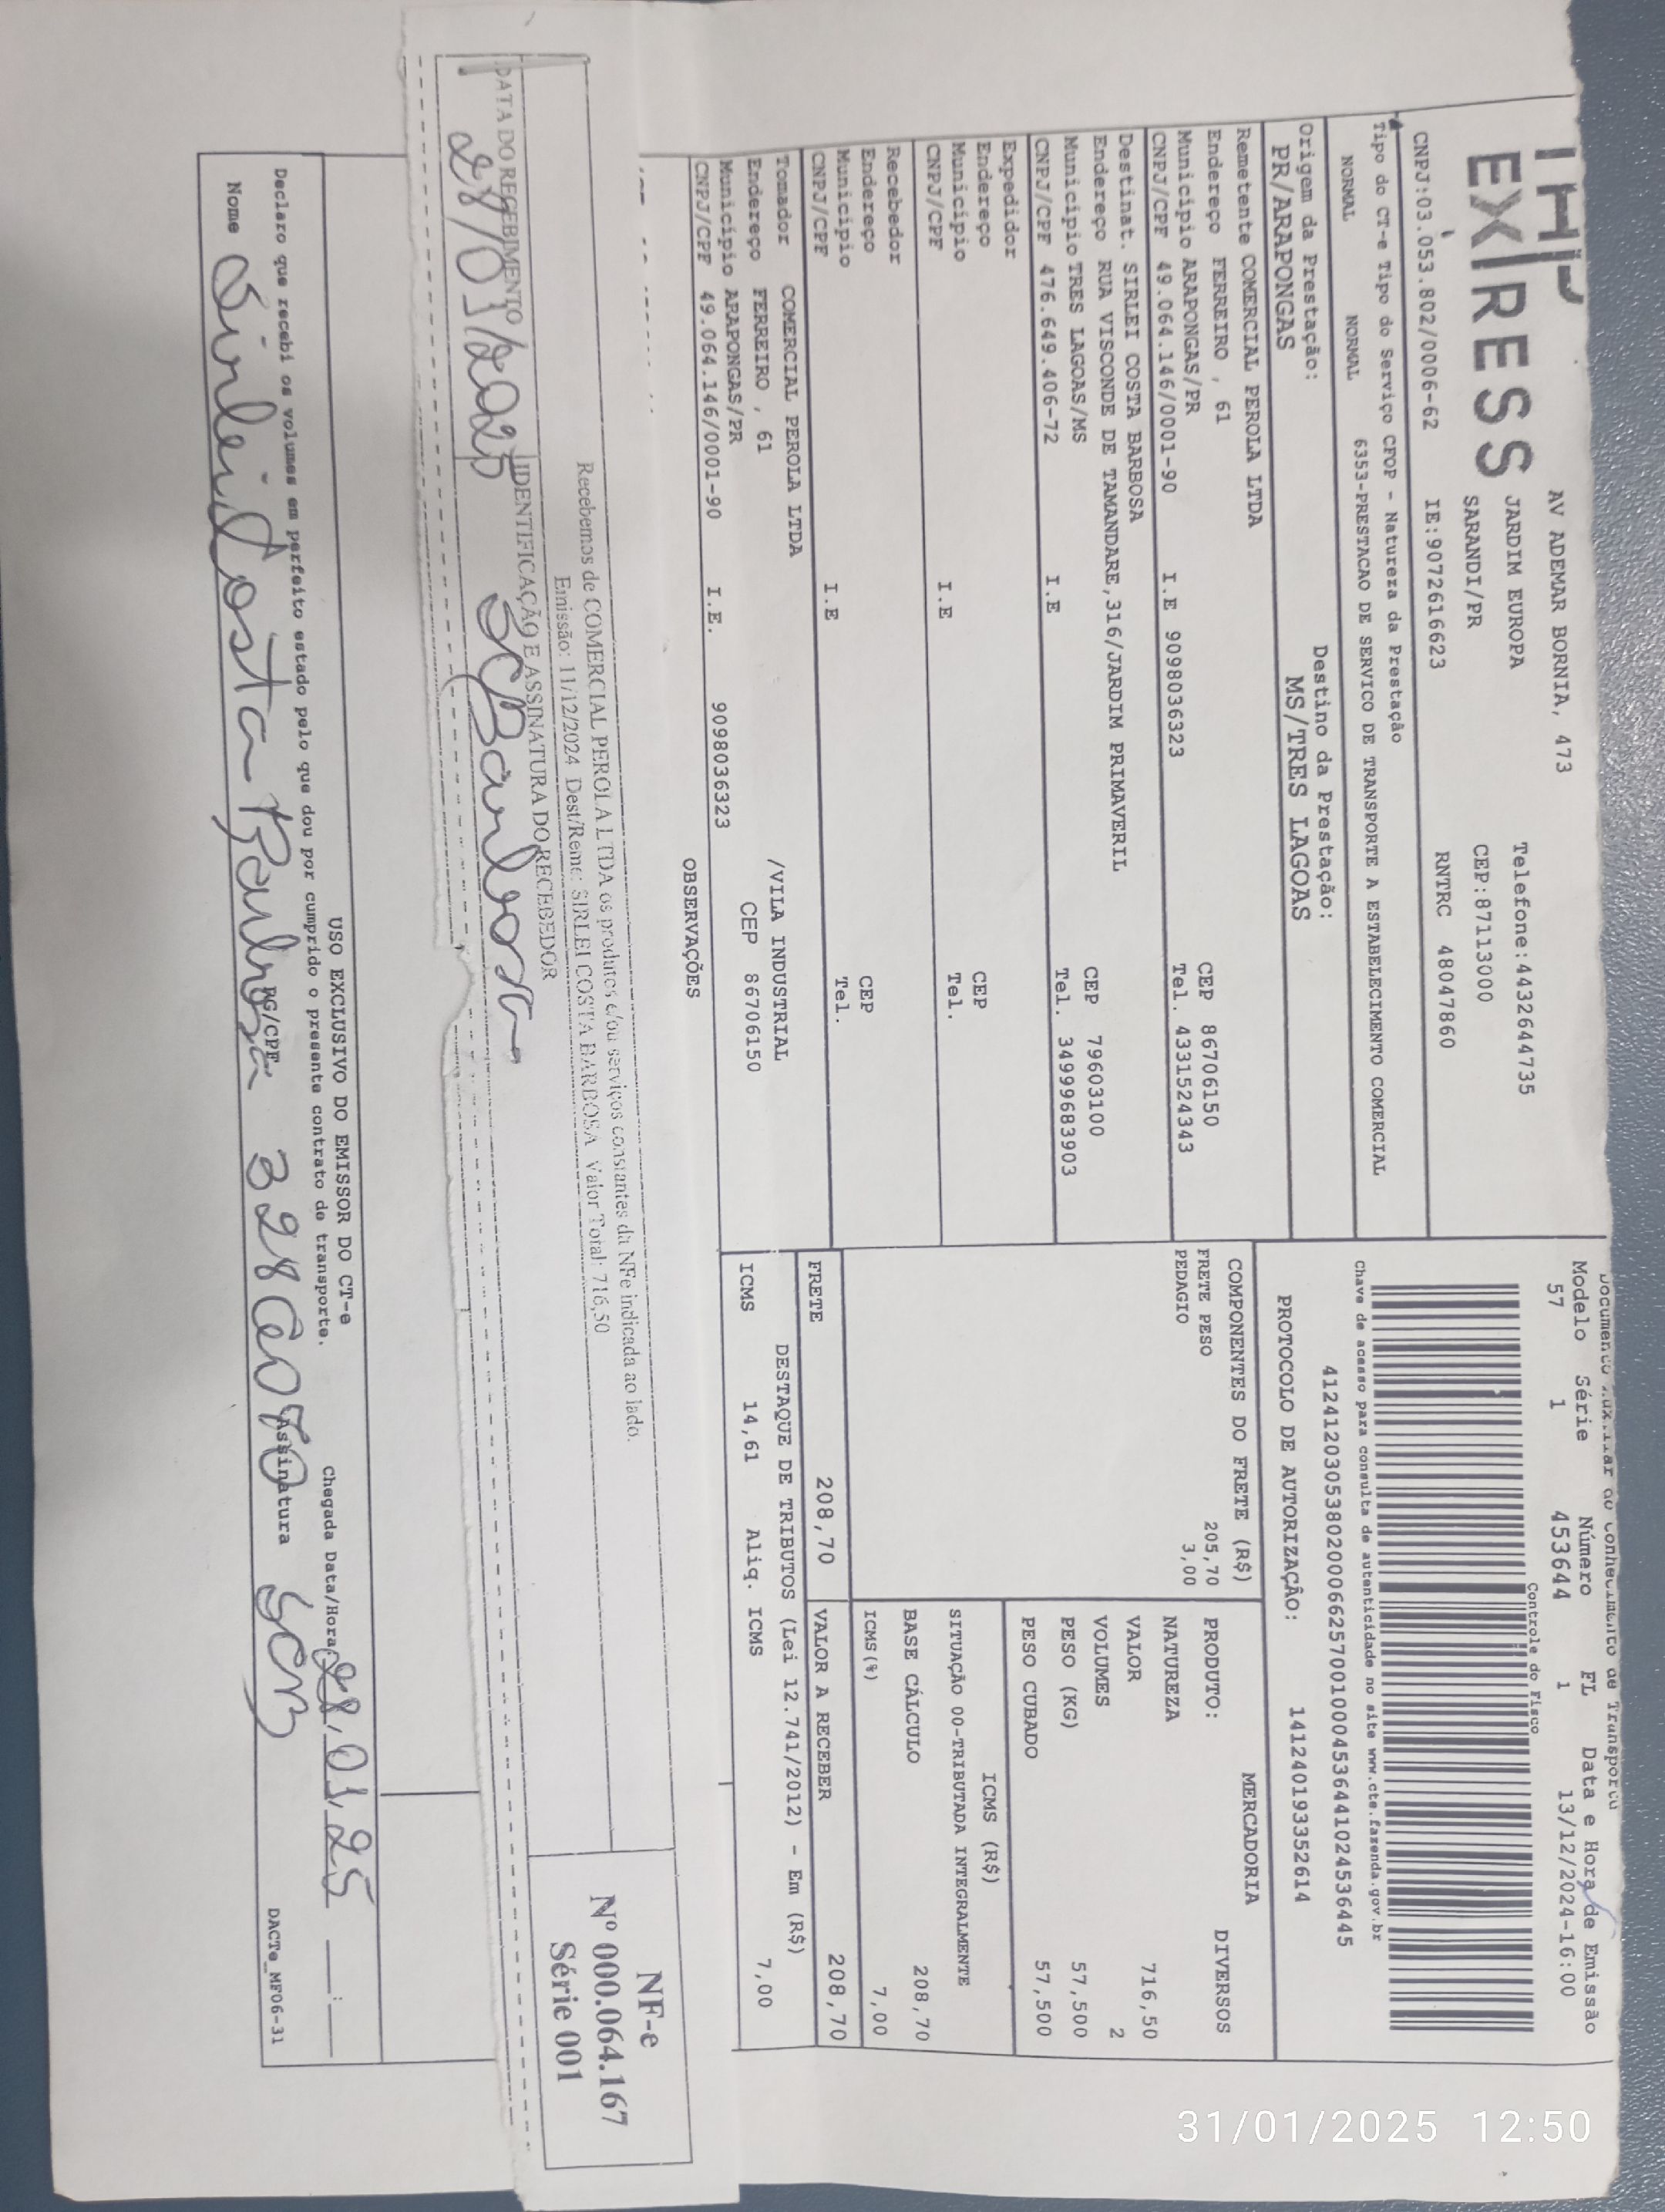 EXPRESS
AV ADEMAR BORNIA, 473
JARDIM EUROPA
Telefone:4432644735
SARANDI/PR
CEP:87113000
CNPJ:03.053.802/0006-62
IE:9072616623
RNTRC 48047860
Documento Auxiliar do Conhecimento de Transporte
Modelo Série Número FL Data e Hora de Emissão
57 1 453644 1 13/12/2024-16:00
Controle do Fisco
Chave de acesso para consulta de autenticidade no site www.cte.fazenda.gov.br
41241203053802000662570010004536441024536445
PROTOCOLO DE AUTORIZAÇÃO: 141240193352614
Tipo do CT-e Tipo do Serviço CFOP - Natureza da Prestação
NORMAL NORMAL 6353-PRESTACAO DE SERVICO DE TRANSPORTE A ESTABELECIMENTO COMERCIAL
Origem da Prestação: Destino da Prestação:
PR/ARAPONGAS MS/TRES LAGOAS
Remetente COMERCIAL PEROLA LTDA
Endereço FERREIRO , 61 CEP 86706150
Município ARAPONGAS/PR Tel. 4331524343
CNPJ/CPF 49.064.146/0001-90 I.E 9098036323
Destinat. SIRLEI COSTA BARBOSA
Endereço RUA VISCONDE DE TAMANDARE,316/JARDIM PRIMAVERIL CEP 79603100
Município TRES LAGOAS/MS Tel. 34999683903
CNPJ/CPF 476.649.406-72 I.E
Expedidor
Endereço CEP
Município Tel.
CNPJ/CPF I.E
Recebedor
Endereço CEP
Município Tel.
CNPJ/CPF I.E
Tomador COMERCIAL PEROLA LTDA
Endereço FERREIRO , 61 /VILA INDUSTRIAL
Município ARAPONGAS/PR CEP 86706150
CNPJ/CPF 49.064.146/0001-90 I.E. 9098036323
COMPONENTES DO FRETE (R$)
FRETE PESO 205,70
PEDAGIO 3,00
MERCADORIA
PRODUTO: DIVERSOS
NATUREZA
VALOR 716,50
VOLUMES 2
PESO (KG) 57,500
PESO CUBADO 57,500
ICMS (R$)
SITUAÇÃO 00-TRIBUTADA INTEGRALMENTE
BASE CÁLCULO 208,70
ICMS(%) 7,00
FRETE 208,70 VALOR A RECEBER 208,70
DESTAQUE DE TRIBUTOS (Lei 12.741/2012) - Em (R$)
ICMS 14,61 Aliq. ICMS 7,00
OBSERVAÇÕES
Recebemos de COMERCIAL PEROLA LTDA os produtos e/ou serviços constantes da NFe indicada ao lado.
Emissão: 11/12/2024 Dest/Reme: SIRLEI COSTA BARBOSA Valor Total: 716,50
DATA DO RECEBIMENTO IDENTIFICAÇÃO E ASSINATURA DO RECEBEDOR
28/01/2025 SCBarbosa
NF-e
Nº 000.064.167
Série 001
USO EXCLUSIVO DO EMISSOR DO CT-e
Declaro que recebi os volumes em perfeito estado pelo que dou por cumprido o presente contrato de transporte.
Chegada Data/Hora 28,01,25 __:__
Nome Sirlei Costa Barbosa RG/CPF Assinatura SCB
DACTe_MF06-31
31/01/2025 12:50